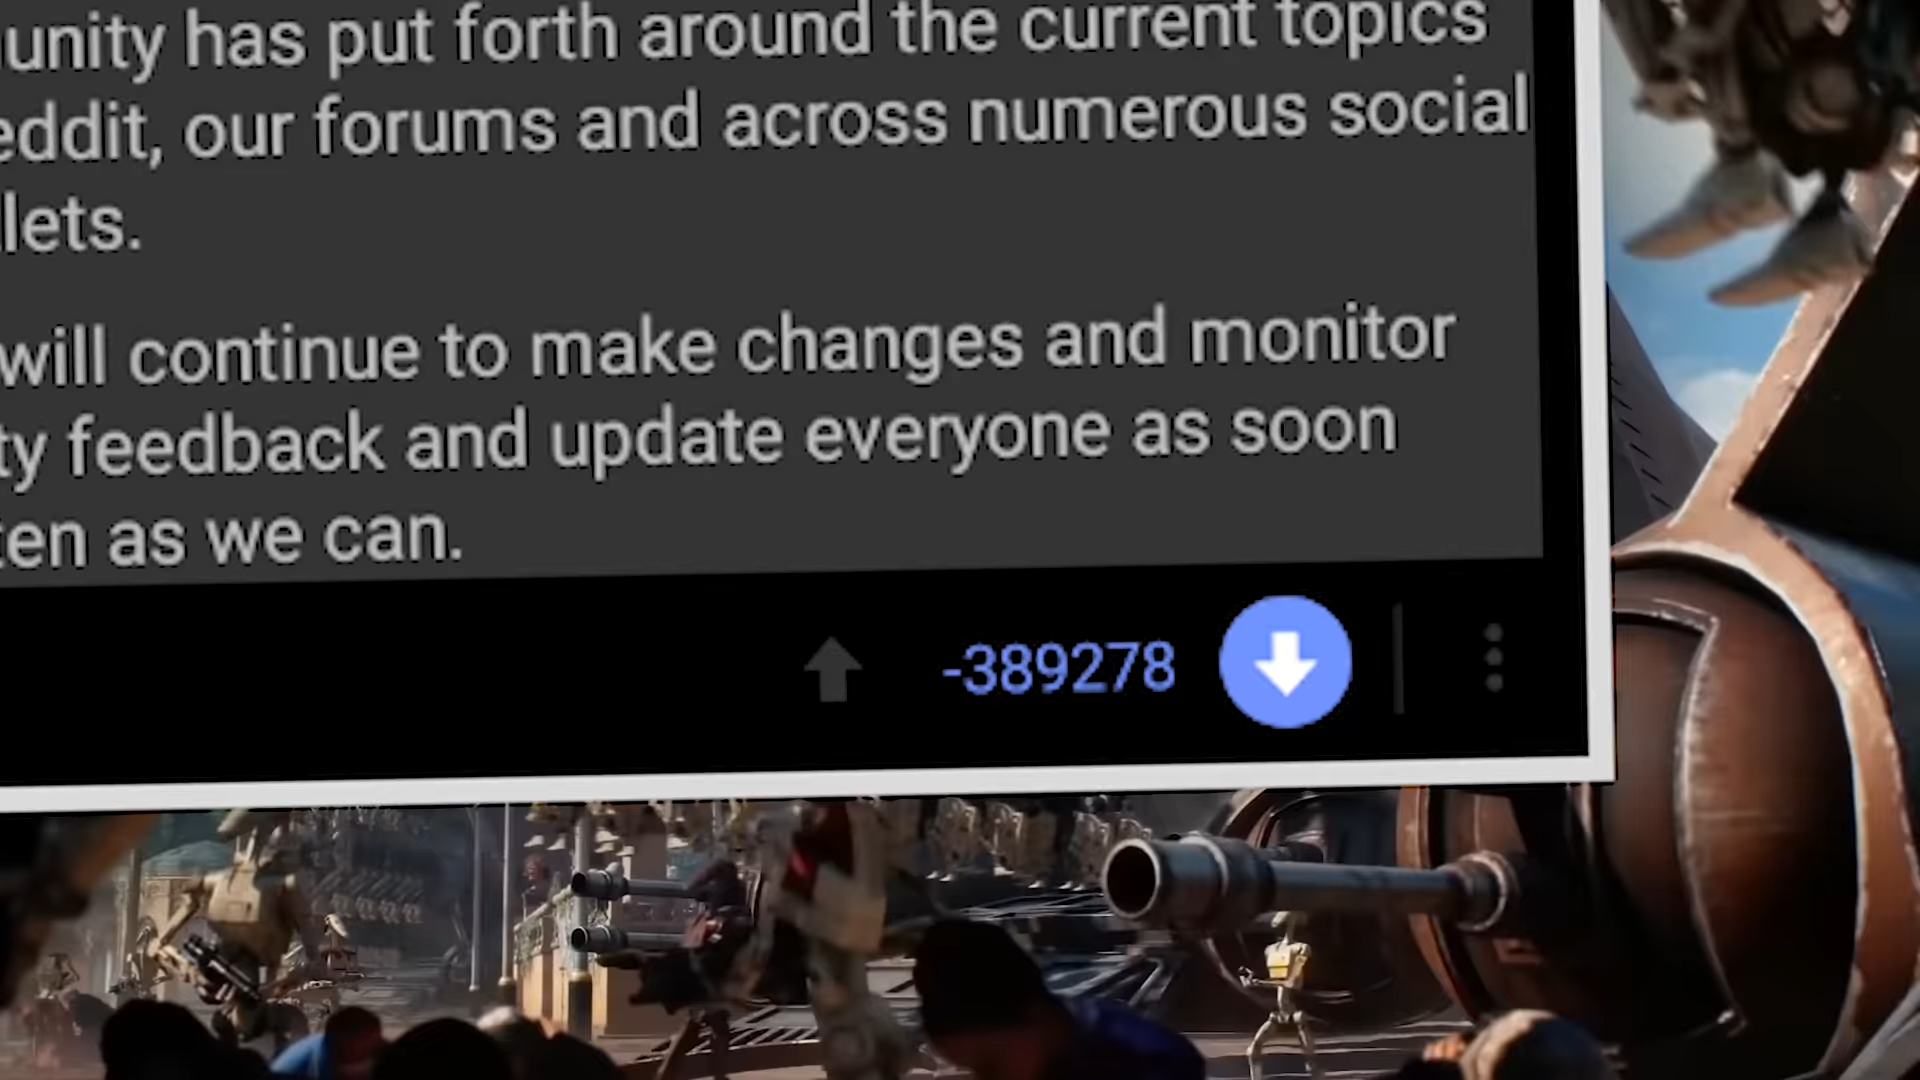 unity has put forth around the current topics
eddit, our forums and across numerous social
lets.
will continue to make changes and monitor
ty feedback and update everyone as soon
ten as we can.
-389278